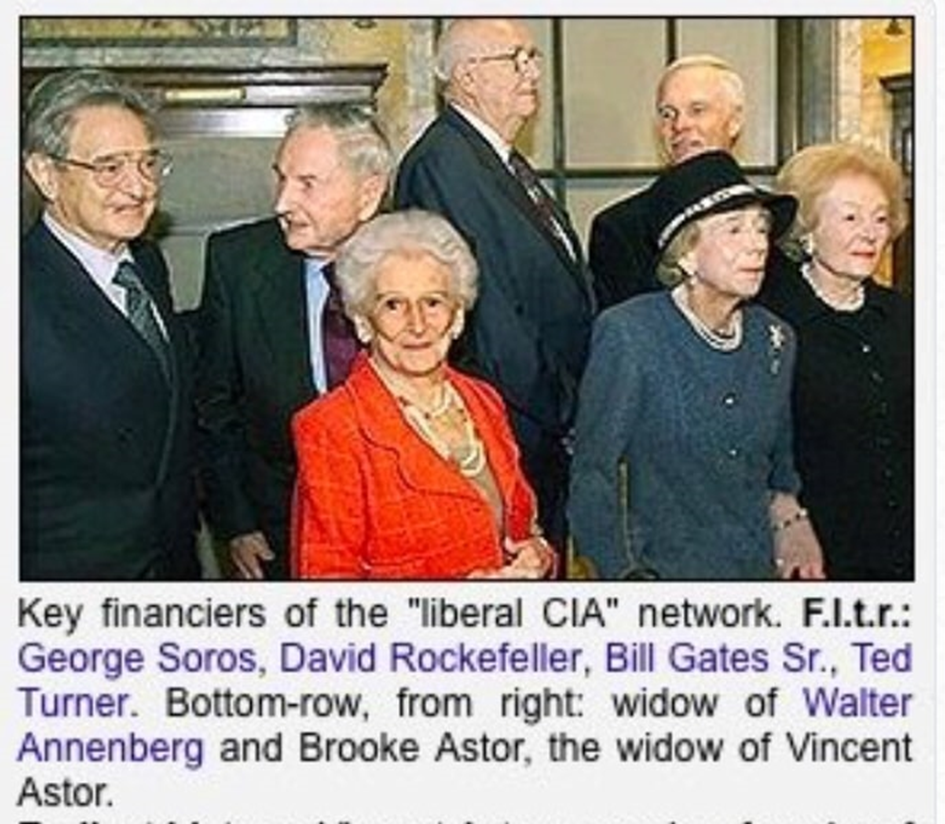 Key financiers of the "liberal CIA" network. F.l.t.r.:
George Soros, David Rockefeller, Bill Gates Sr., Ted
Turner. Bottom-row, from right: widow of Walter
Annenberg and Brooke Astor, the widow of Vincent
Astor.